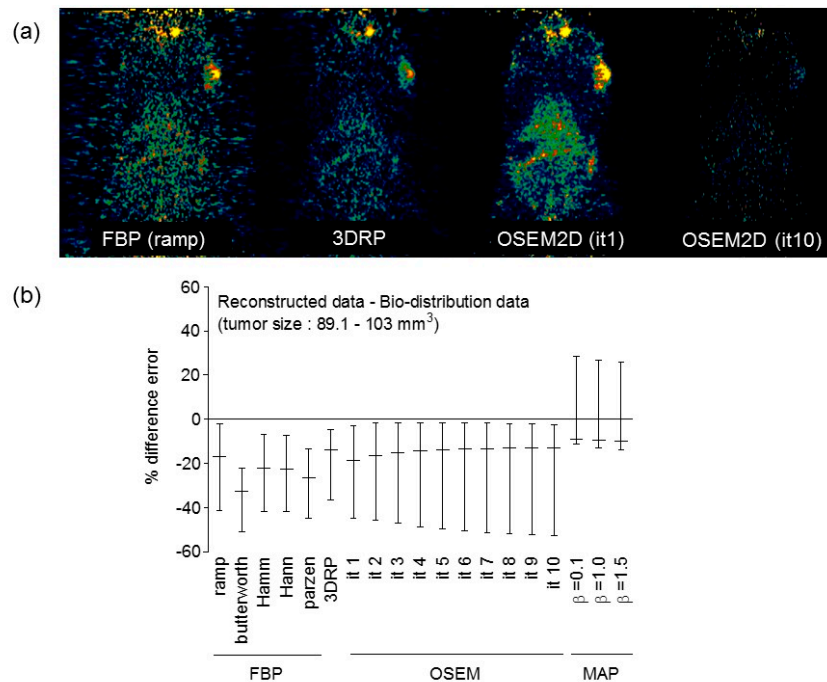 (a)
FBP (ramp) 3DRP OSEM2D (it1) OSEM2D (it10)
(b)
Reconstructed data - Bio-distribution data
(tumor size : 89.1 - 103 mm³)
% difference error
60
40
20
0
-20
-40
-60
ramp
butterworth
Hamm
Hann
parzen
3DRP
it 1
it 2
it 3
it 4
it 5
it 6
it 7
it 8
it 9
it 10
β =0.1
β =1.0
β =1.5
FBP OSEM MAP